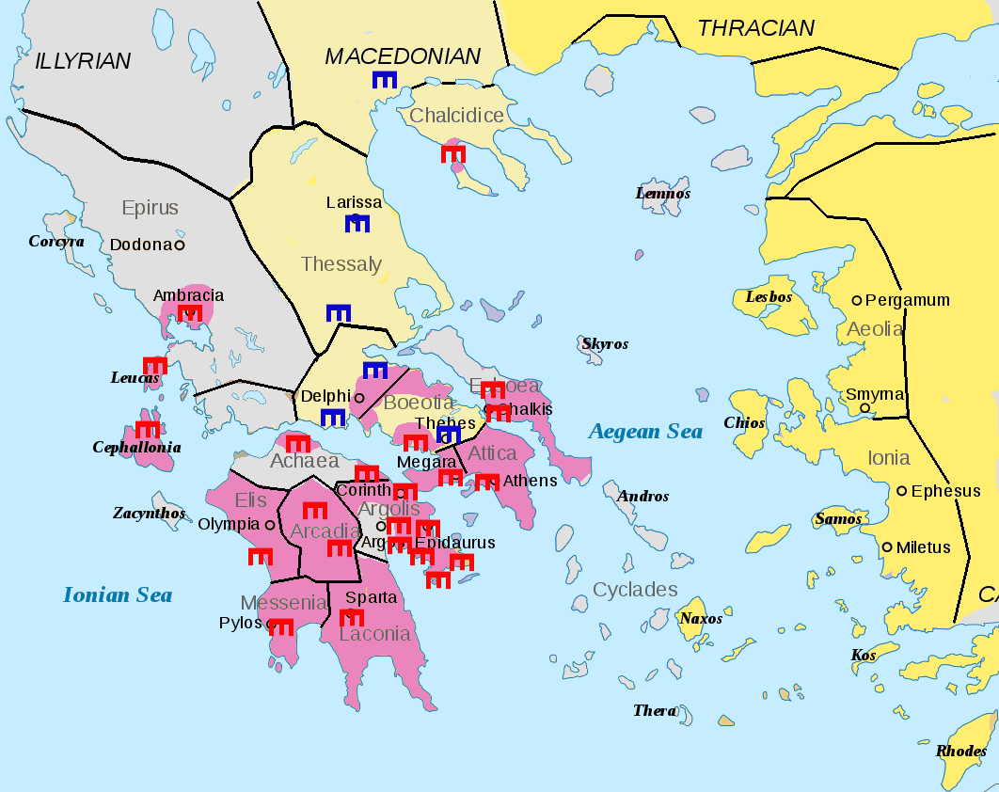 THRACIAN
MACEDONIAN
ILLYRIAN
Chalcidice
Lemnos
Larissa
Epirus
Corcyra
Dodona
Thessaly
Ambracia
Lesbos
Pergamum
Aeolia
Skyros
Leucas
Delphi
Euboea
Boeotia
Chalkis
Smyrna
Thebes
Chios
Aegean Sea
Cephallonia
Attica
Achaea
Megara
Ionia
Athens
Corinth
Ephesus
Andros
Elis
Argolis
Zacynthos
Olympia
Samos
Arcadia
Argos
Epidaurus
Miletus
Ionian Sea
Cyclades
CA
Sparta
Messenia
Pylos
Naxos
Laconia
Kos
Thera
Rhodes